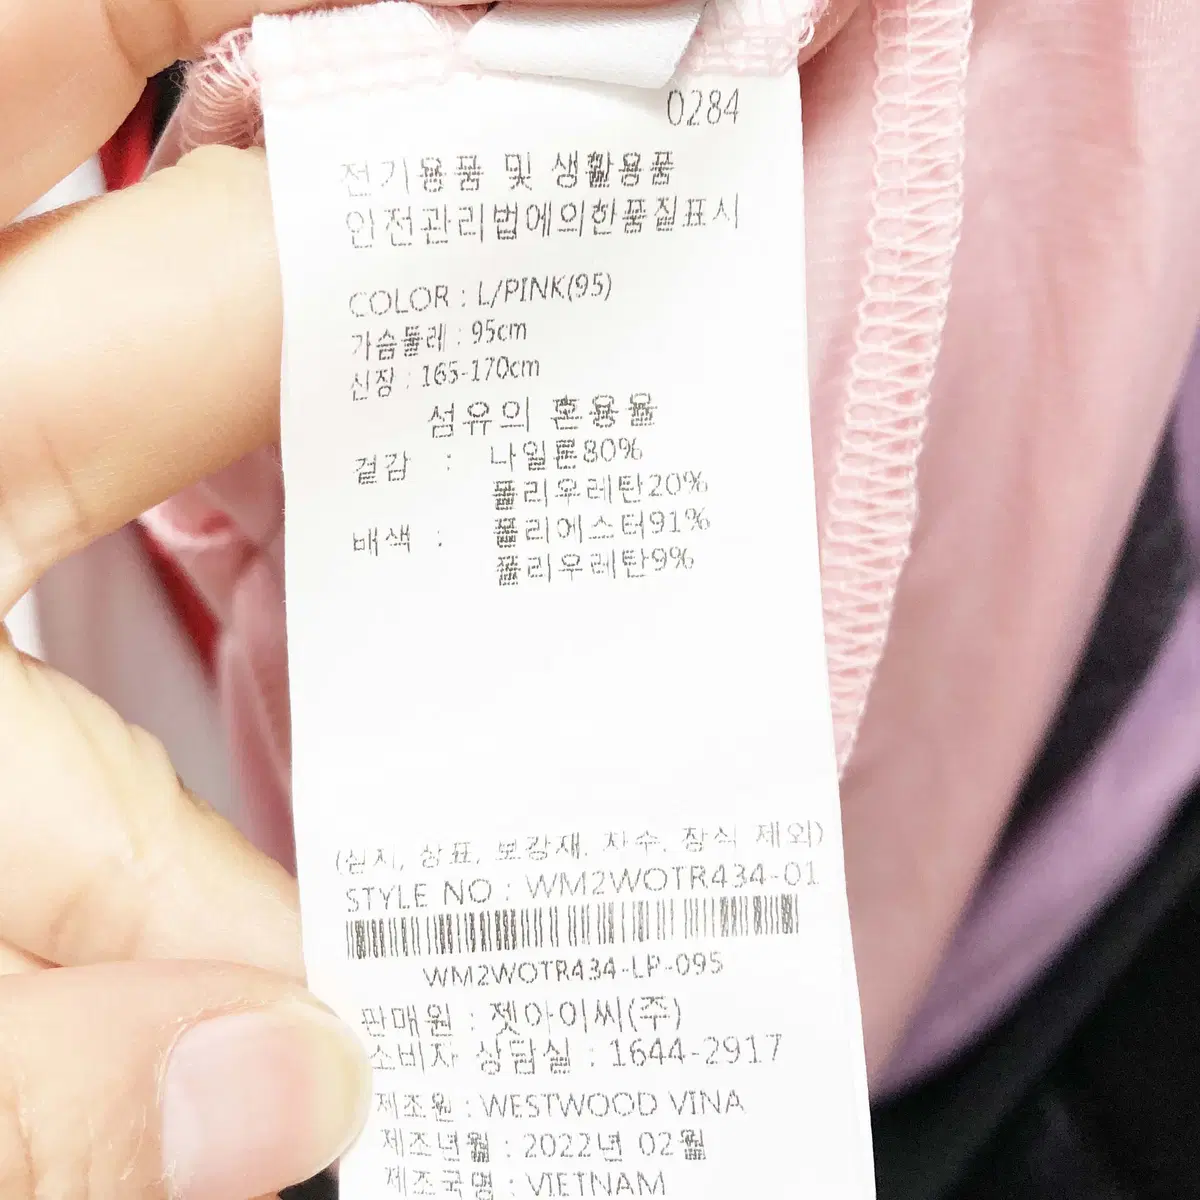 0284
전기용품 및 생활용품
안전관리법에의한품질표시
COLOR : L/PINK(95)
가슴둘레 : 95cm
신장 : 165-170cm
섬유의 혼용율
겉감 : 나일론80%
폴리우레탄20%
배색 : 폴리에스터91%
폴리우레탄9%
(심지, 상표, 보강재, 자수, 장식 제외)
STYLE NO : WM2WOTR434-01
WM2WOTR434-LP-095
판매원 : 젯아이씨(주)
소비자 상담실 : 1644-2917
제조원 : WESTWOOD VINA
제조년월 : 2022년 02월
제조국명 : VIETNAM